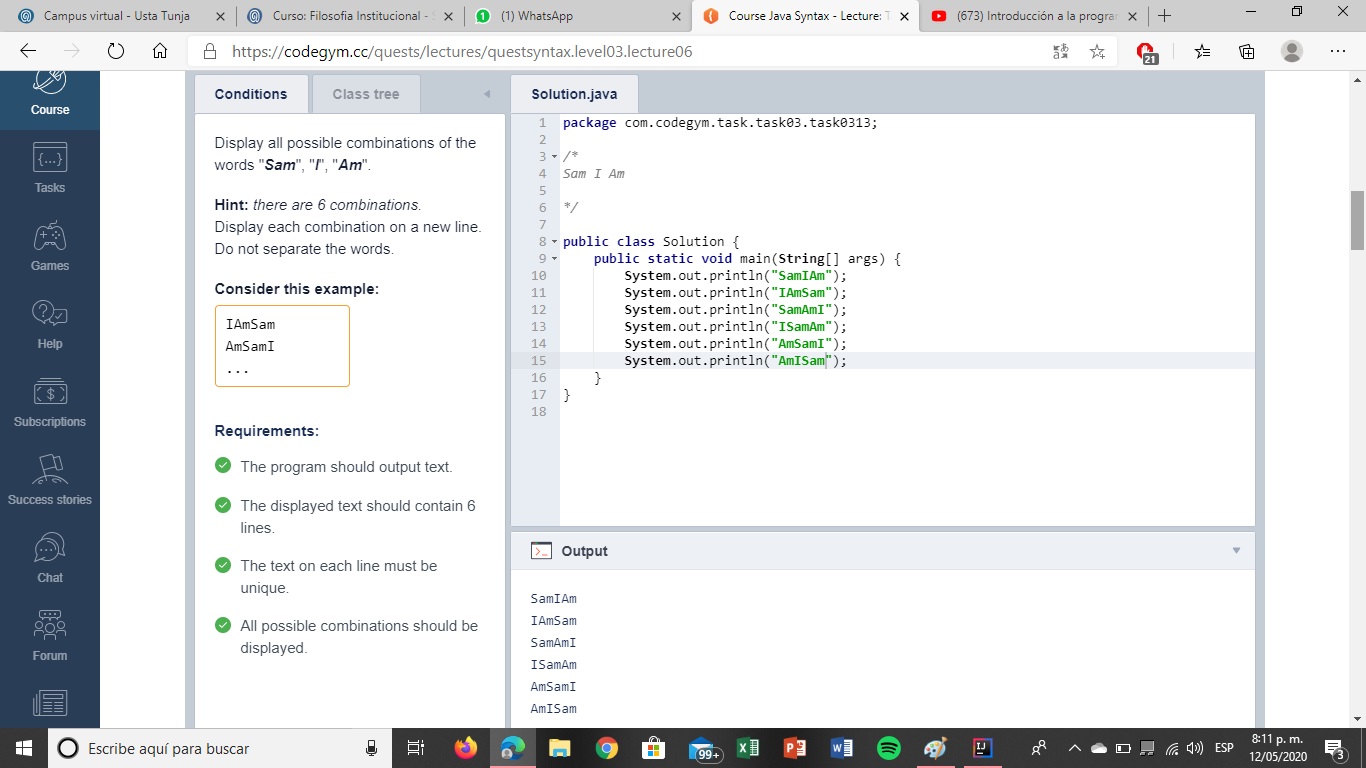 Campus virtual - Usta Tunja
Curso: Filosofia Institucional -
(1) WhatsApp
Course Java Syntax - Lecture: T
(673) Introducción a la progra
https://codegym.cc/quests/lectures/questsyntax.level03.lecture06
21
Course
Tasks
Games
Help
Subscriptions
Success stories
Chat
Forum
Conditions
Class tree
Display all possible combinations of the
words "Sam", "I", "Am".
Hint: there are 6 combinations.
Display each combination on a new line.
Do not separate the words.
Consider this example:
IAmSam
AmSamI
...
Requirements:
The program should output text.
The displayed text should contain 6
lines.
The text on each line must be
unique.
All possible combinations should be
displayed.
Solution.java
1 package com.codegym.task.task03.task0313;
2
3 /*
4 Sam I Am
5
6 */
7
8 public class Solution {
9 public static void main(String[] args) {
10 System.out.println("SamIAm");
11 System.out.println("IAmSam");
12 System.out.println("SamAmI");
13 System.out.println("ISamAm");
14 System.out.println("AmSamI");
15 System.out.println("AmISam");
16 }
17 }
18
Output
SamIAm
IAmSam
SamAmI
ISamAm
AmSamI
AmISam
Escribe aquí para buscar
99+
ESP
8:11 p. m.
12/05/2020
3